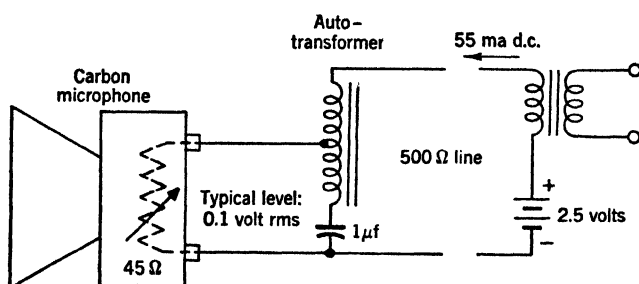 Auto-
transformer
55 ma d.c.
Carbon
microphone
500 Ω line
Typical level:
0.1 volt rms
+
2.5 volts
1μf
−
45 Ω